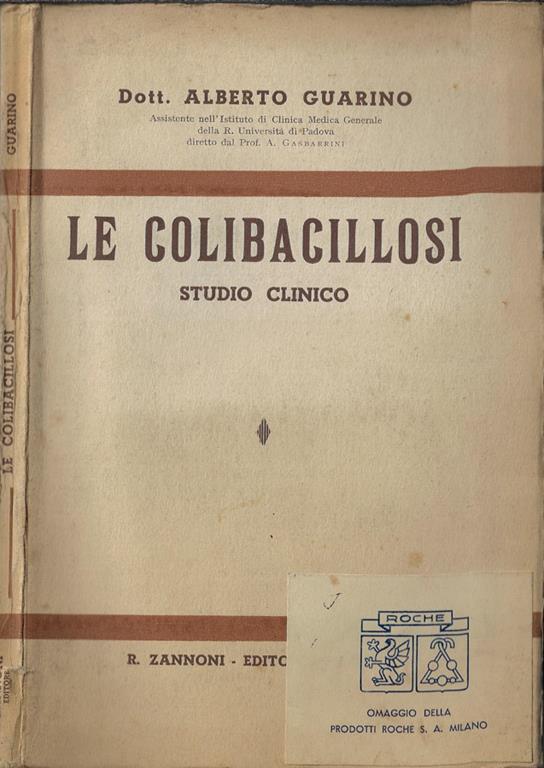 Dott. ALBERTO GUARINO
Assistente nell'Istituto di Clinica Medica Generale
della R. Università di Padova
diretto dal Prof. A. GASBARRINI
LE COLIBACILLOSI
STUDIO CLINICO
R. ZANNONI - EDITO
ROCHE
OMAGGIO DELLA
PRODOTTI ROCHE S. A. MILANO
GUARINO
LE COLIBACILLOSI
EDITORE